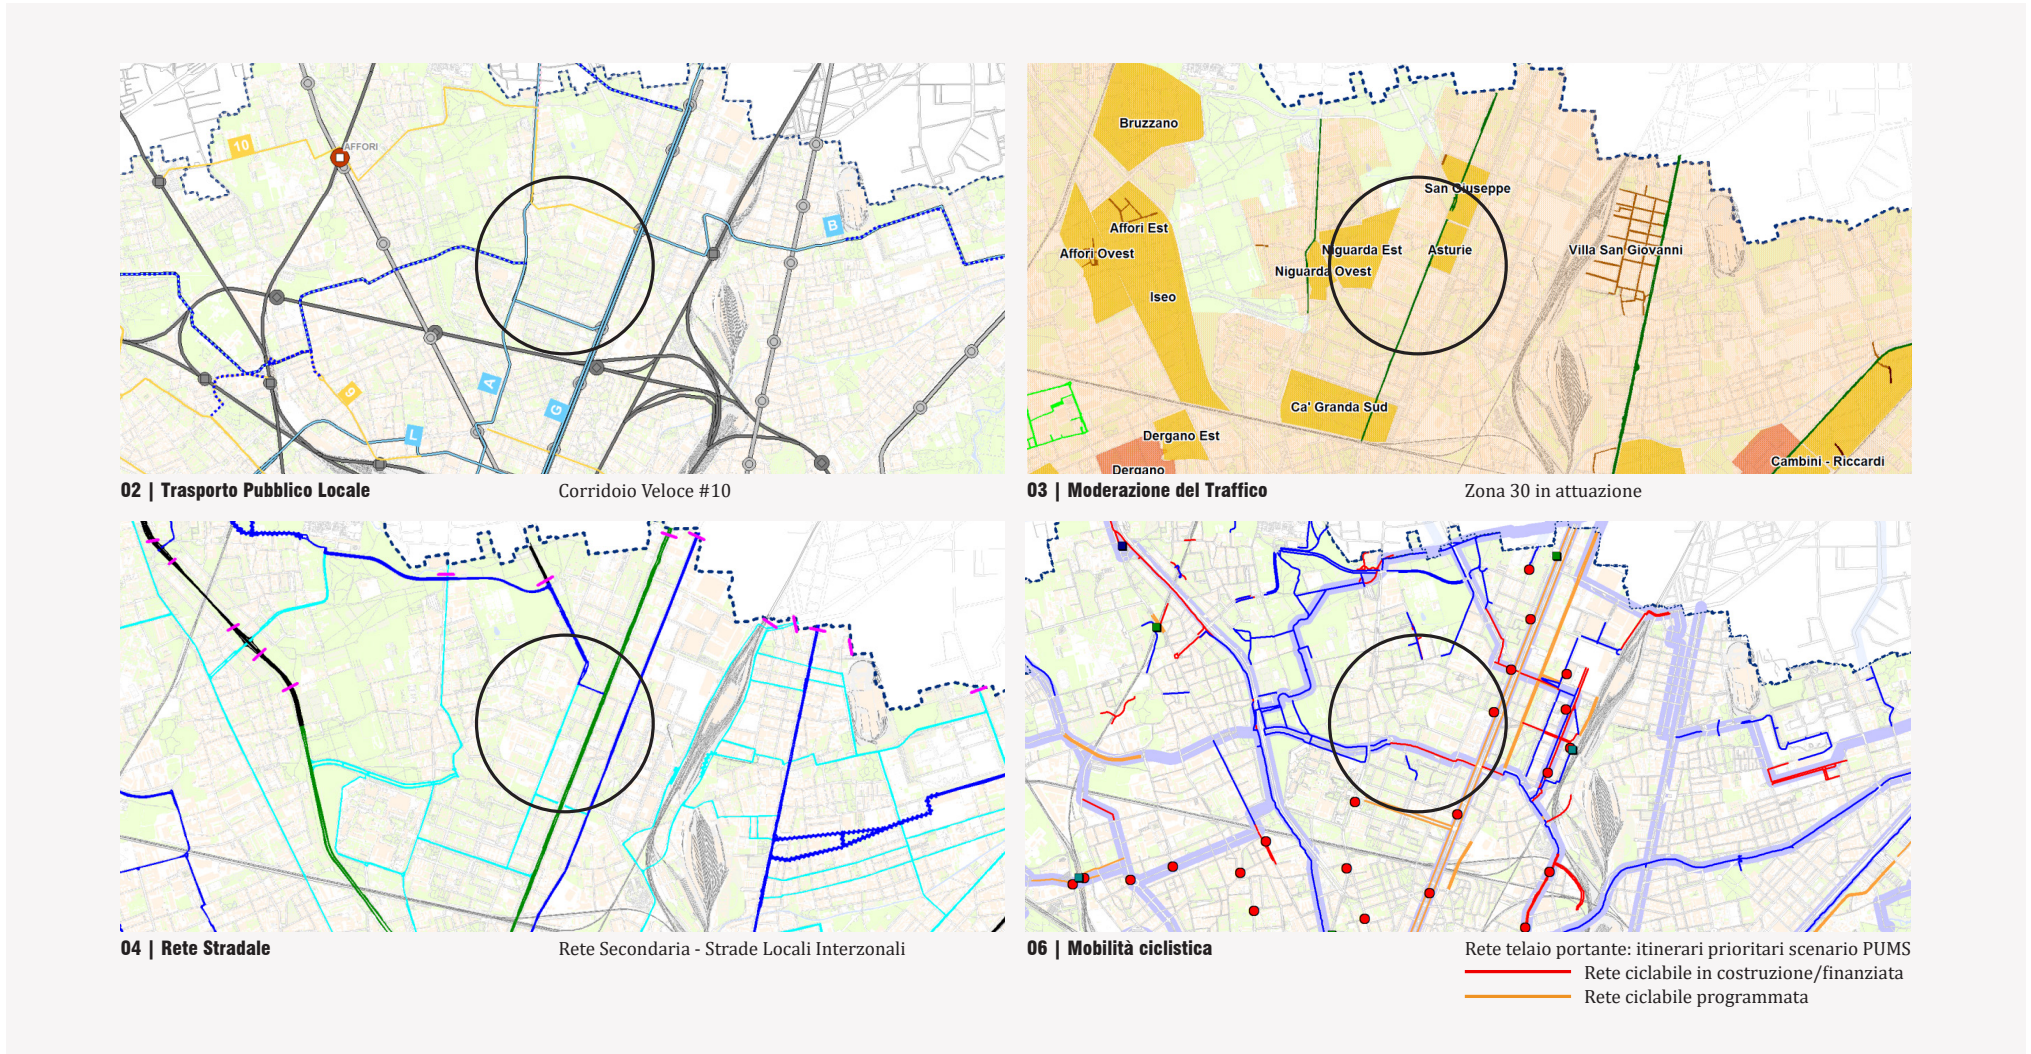 10
AFFORI
B
6
A
G
L
02 | Trasporto Pubblico Locale
Corridoio Veloce #10
Bruzzano
San Giuseppe
Affori Est
Affori Ovest
Niguarda Est
Asturie
Villa San Giovanni
Niguarda Ovest
Iseo
Ca' Granda Sud
Dergano Est
Dergano
Cambini - Riccardi
03 | Moderazione del Traffico
Zona 30 in attuazione
04 | Rete Stradale
Rete Secondaria - Strade Locali Interzonali
06 | Mobilità ciclistica
Rete telaio portante: itinerari prioritari scenario PUMS
Rete ciclabile in costruzione/finanziata
Rete ciclabile programmata